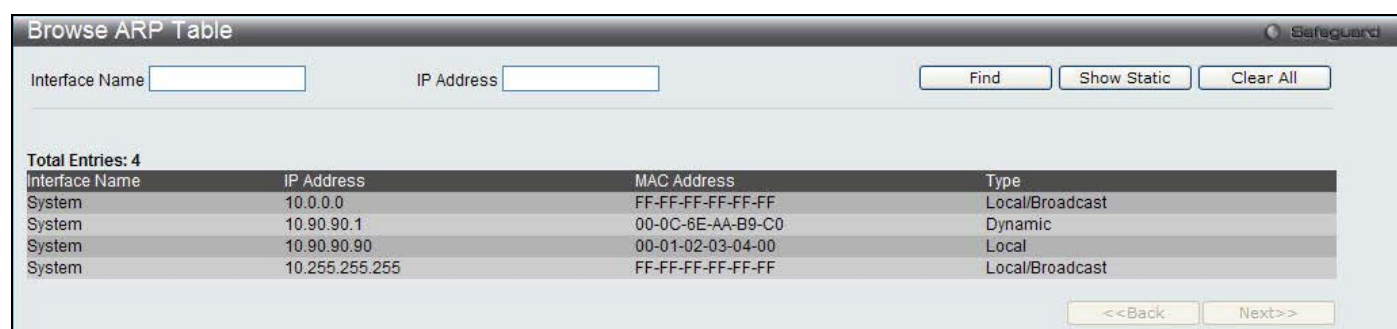 Browse ARP Table
Safeguard
Interface Name IP Address Find Show Static Clear All
Total Entries: 4
Interface Name IP Address MAC Address Type
System 10.0.0.0 FF-FF-FF-FF-FF-FF Local/Broadcast
System 10.90.90.1 00-0C-6E-AA-B9-C0 Dynamic
System 10.90.90.90 00-01-02-03-04-00 Local
System 10.255.255.255 FF-FF-FF-FF-FF-FF Local/Broadcast
<<Back Next>>